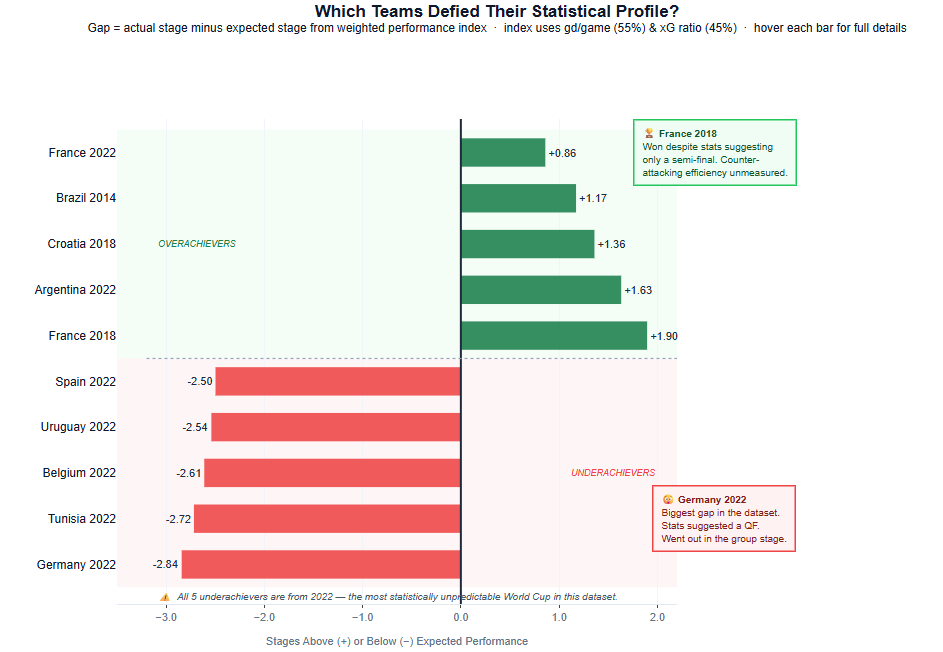 Which Teams Defied Their Statistical Profile?
Gap = actual stage minus expected stage from weighted performance index · index uses gd/game (55%) & xG ratio (45%) · hover each bar for full details
🏆 France 2018
Won despite stats suggesting
only a semi-final. Counter-
attacking efficiency unmeasured.
France 2022 +0.86
Brazil 2014 +1.17
Croatia 2018 OVERACHIEVERS +1.36
Argentina 2022 +1.63
France 2018 +1.90
Spain 2022 -2.50
Uruguay 2022 -2.54
Belgium 2022 -2.61 UNDERACHIEVERS
Germany 2022
Biggest gap in the dataset.
Stats suggested a QF.
Went out in the group stage.
Tunisia 2022 -2.72
Germany 2022 -2.84
⚠️ All 5 underachievers are from 2022 — the most statistically unpredictable World Cup in this dataset.
−3.0 −2.0 −1.0 0.0 1.0 2.0
Stages Above (+) or Below (−) Expected Performance